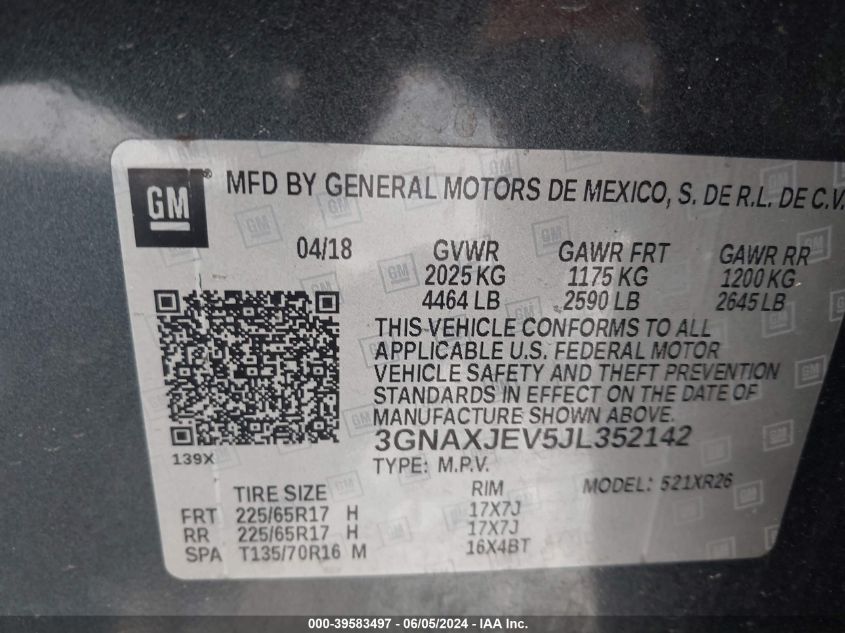 GM ® MFD BY GENERAL MOTORS DE MEXICO, S. DE R.L. DE C.V.
04/18 GVWR GAWR FRT GAWR RR
2025 KG 1175 KG 1200 KG
4464 LB 2590 LB 2645 LB
THIS VEHICLE CONFORMS TO ALL
APPLICABLE U.S. FEDERAL MOTOR
VEHICLE SAFETY AND THEFT PREVENTION
STANDARDS IN EFFECT ON THE DATE OF
MANUFACTURE SHOWN ABOVE.
3GNAXJEV5JL352142
139X
TYPE: M.P.V. MODEL: 521XR26
TIRE SIZE RIM
FRT 225/65R17 H 17X7J
RR 225/65R17 H 17X7J
SPA T135/70R16 M 16X4BT
000-39583497 - 06/05/2024 - IAA Inc.